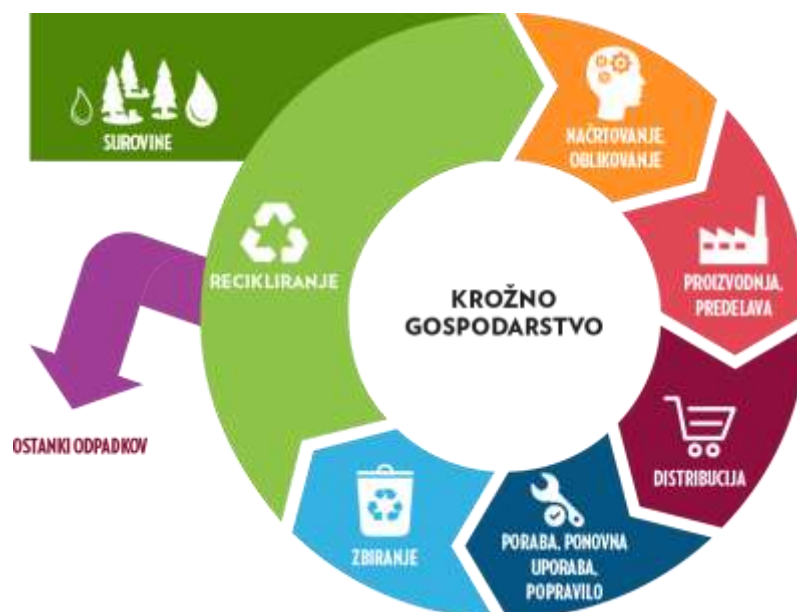 SUROVINE
NAČRTOVANJE,
OBLIKOVANJE
RECIKLIRANJE
PROIZVODNJA,
PREDELAVA
KROŽNO
GOSPODARSTVO
OSTANKI ODPADKOV
DISTRIBUCIJA
ZBIRANJE
PORABA, PONOVNA
UPORABA,
POPRAVILO